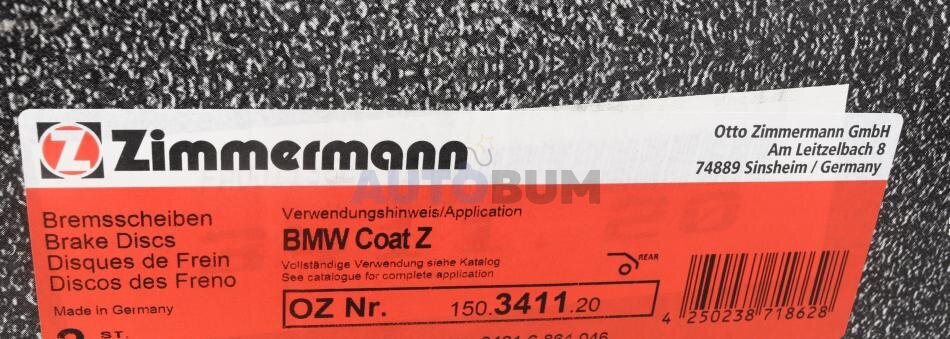 Z Zimmermann
Otto Zimmermann GmbH
Am Leitzelbach 8
74889 Sinsheim / Germany
AUTOBUM
Bremsscheiben
Brake Discs
Disques de Frein
Discos des Freno
Made in Germany
ST.
Verwendungshinweis/Application
BMW Coat Z
Vollständige Verwendung siehe Katalog
See catalogue for complete application
REAR
OZ Nr. 150.3411.20
4 250238 718628